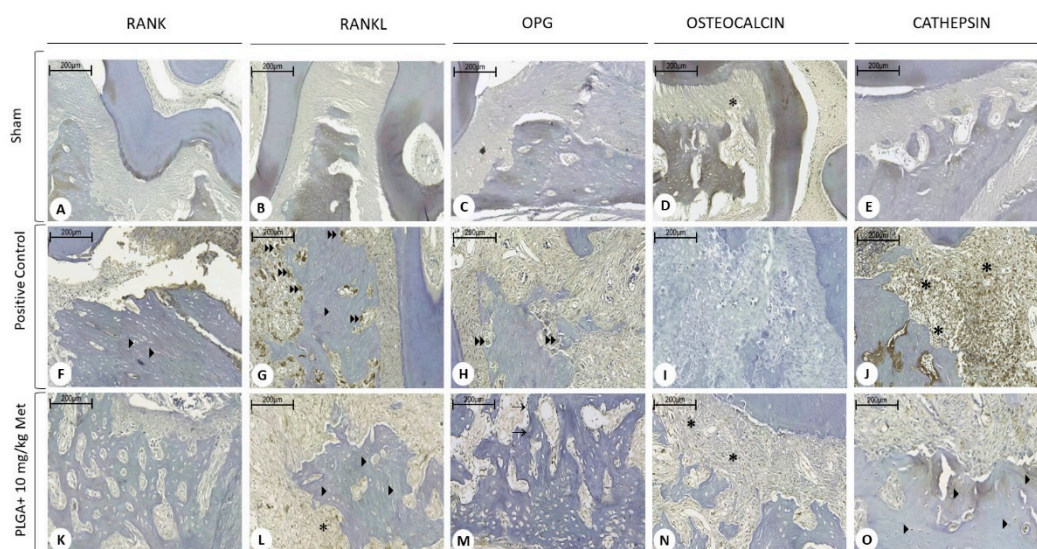 RANK RANKL OPG OSTEOCALCIN CATHEPSIN
Sham
200µm 200µm 200µm 200µm 200µm
A B C D E
*
Positive Control
200µm 200µm 200µm 200µm 200µm
* * *
F G H I J
PLGA+ 10 mg/kg Met
200µm 200µm 200µm 200µm 200µm
* * *
K L M N O